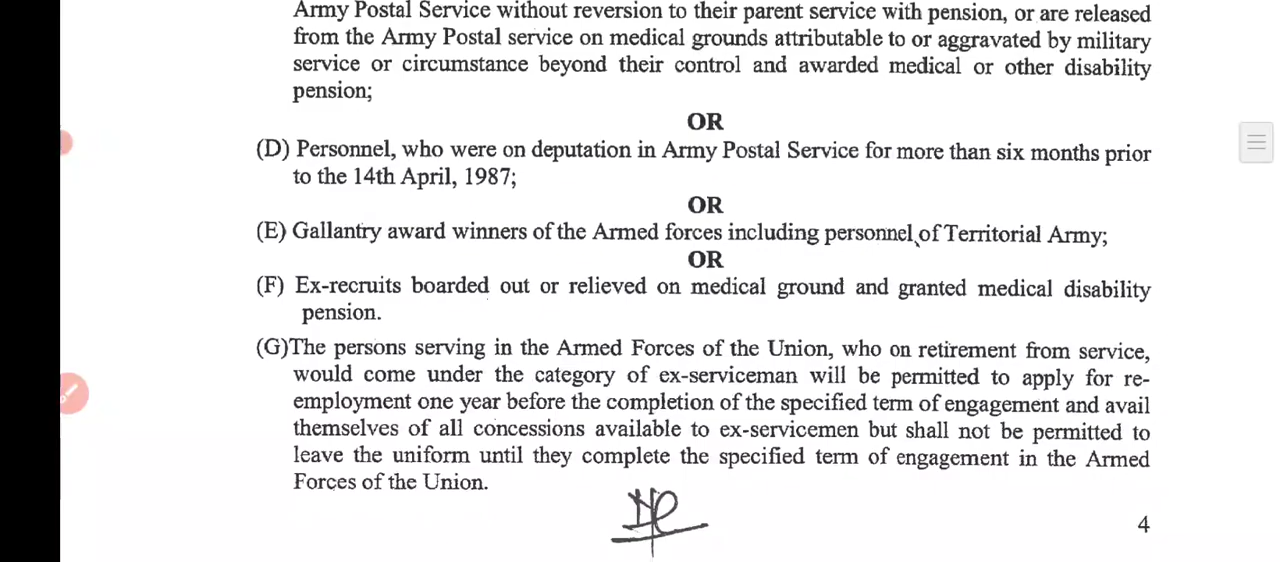 Army Postal Service without reversion to their parent service with pension, or are released
from the Army Postal service on medical grounds attributable to or aggravated by military
service or circumstance beyond their control and awarded medical or other disability
pension;
OR
(D) Personnel, who were on deputation in Army Postal Service for more than six months prior
to the 14th April, 1987;
OR
(E) Gallantry award winners of the Armed forces including personnel of Territorial Army;
OR
(F) Ex-recruits boarded out or relieved on medical ground and granted medical disability
pension.
(G)The persons serving in the Armed Forces of the Union, who on retirement from service,
would come under the category of ex-serviceman will be permitted to apply for re-
employment one year before the completion of the specified term of engagement and avail
themselves of all concessions available to ex-servicemen but shall not be permitted to
leave the uniform until they complete the specified term of engagement in the Armed
Forces of the Union.
4